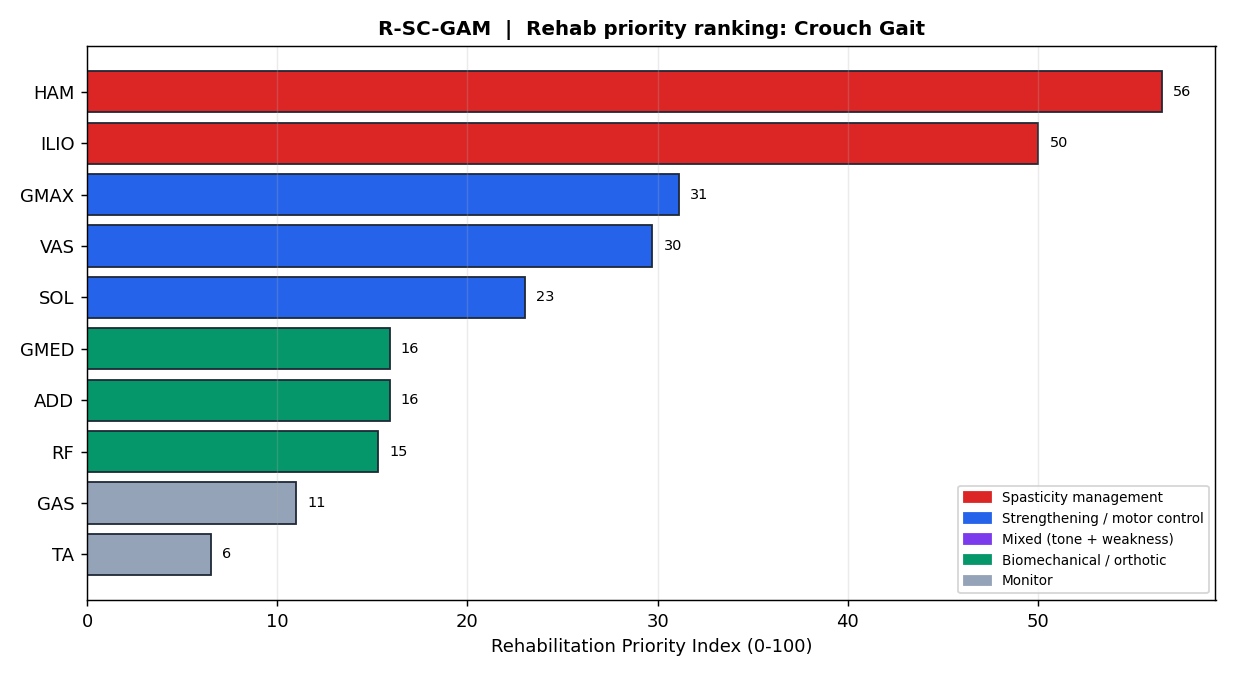 R-SC-GAM | Rehab priority ranking: Crouch Gait
HAM 56
ILIO 50
GMAX 31
VAS 30
SOL 23
GMED 16
ADD 16
RF 15
GAS 11
TA 6
Spasticity management
Strengthening / motor control
Mixed (tone + weakness)
Biomechanical / orthotic
Monitor
0 10 20 30 40 50
Rehabilitation Priority Index (0-100)